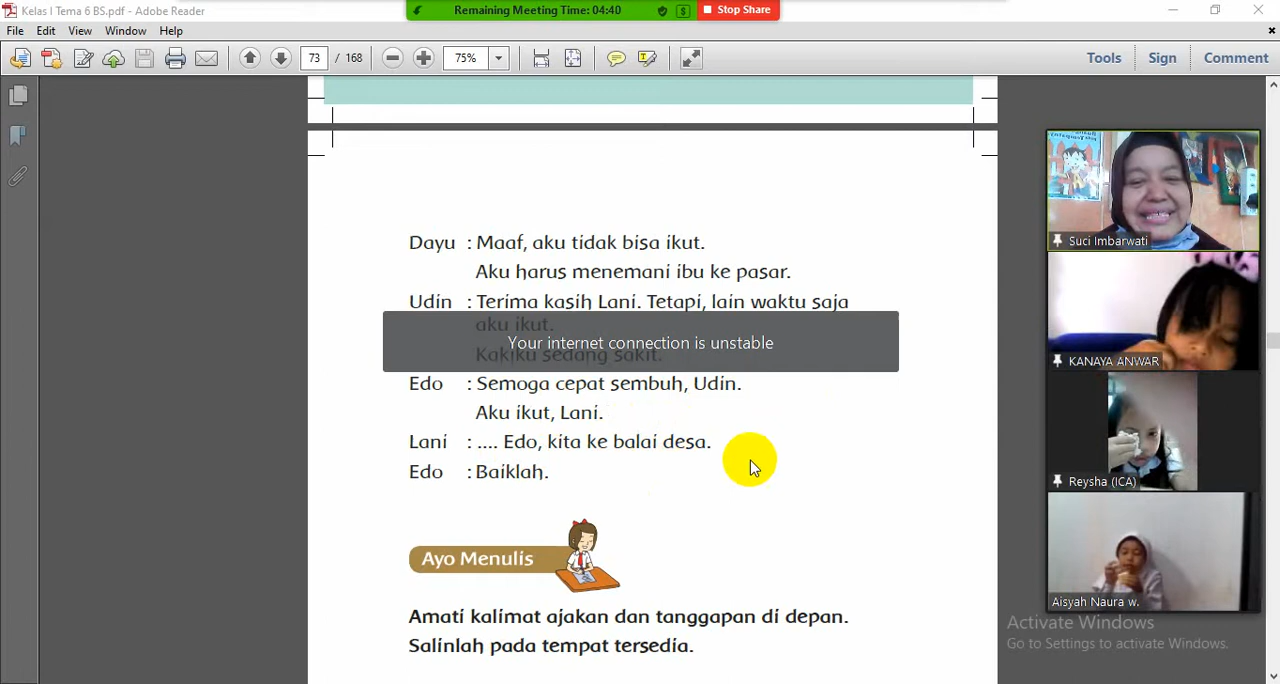 Kelas I Tema 6 BS.pdf - Adobe Reader
Remaining Meeting Time: 04:40
Stop Share
File Edit View Window Help
73 / 168
75%
Tools Sign Comment
Dayu : Maaf, aku tidak bisa ikut.
Aku harus menemani ibu ke pasar.
Udin : Terima kasih Lani. Tetapi, lain waktu saja
aku ikut.
Your internet connection is unstable
Kakiku sedang sakit.
Edo : Semoga cepat sembuh, Udin.
Aku ikut, Lani.
Lani : .... Edo, kita ke balai desa.
Edo : Baiklah.
Ayo Menulis
Amati kalimat ajakan dan tanggapan di depan.
Salinlah pada tempat tersedia.
Suci Imbarwati
KANAYA ANWAR
Reysha (ICA)
Aisyah Naura w.
Activate Windows
Go to Settings to activate Windows.